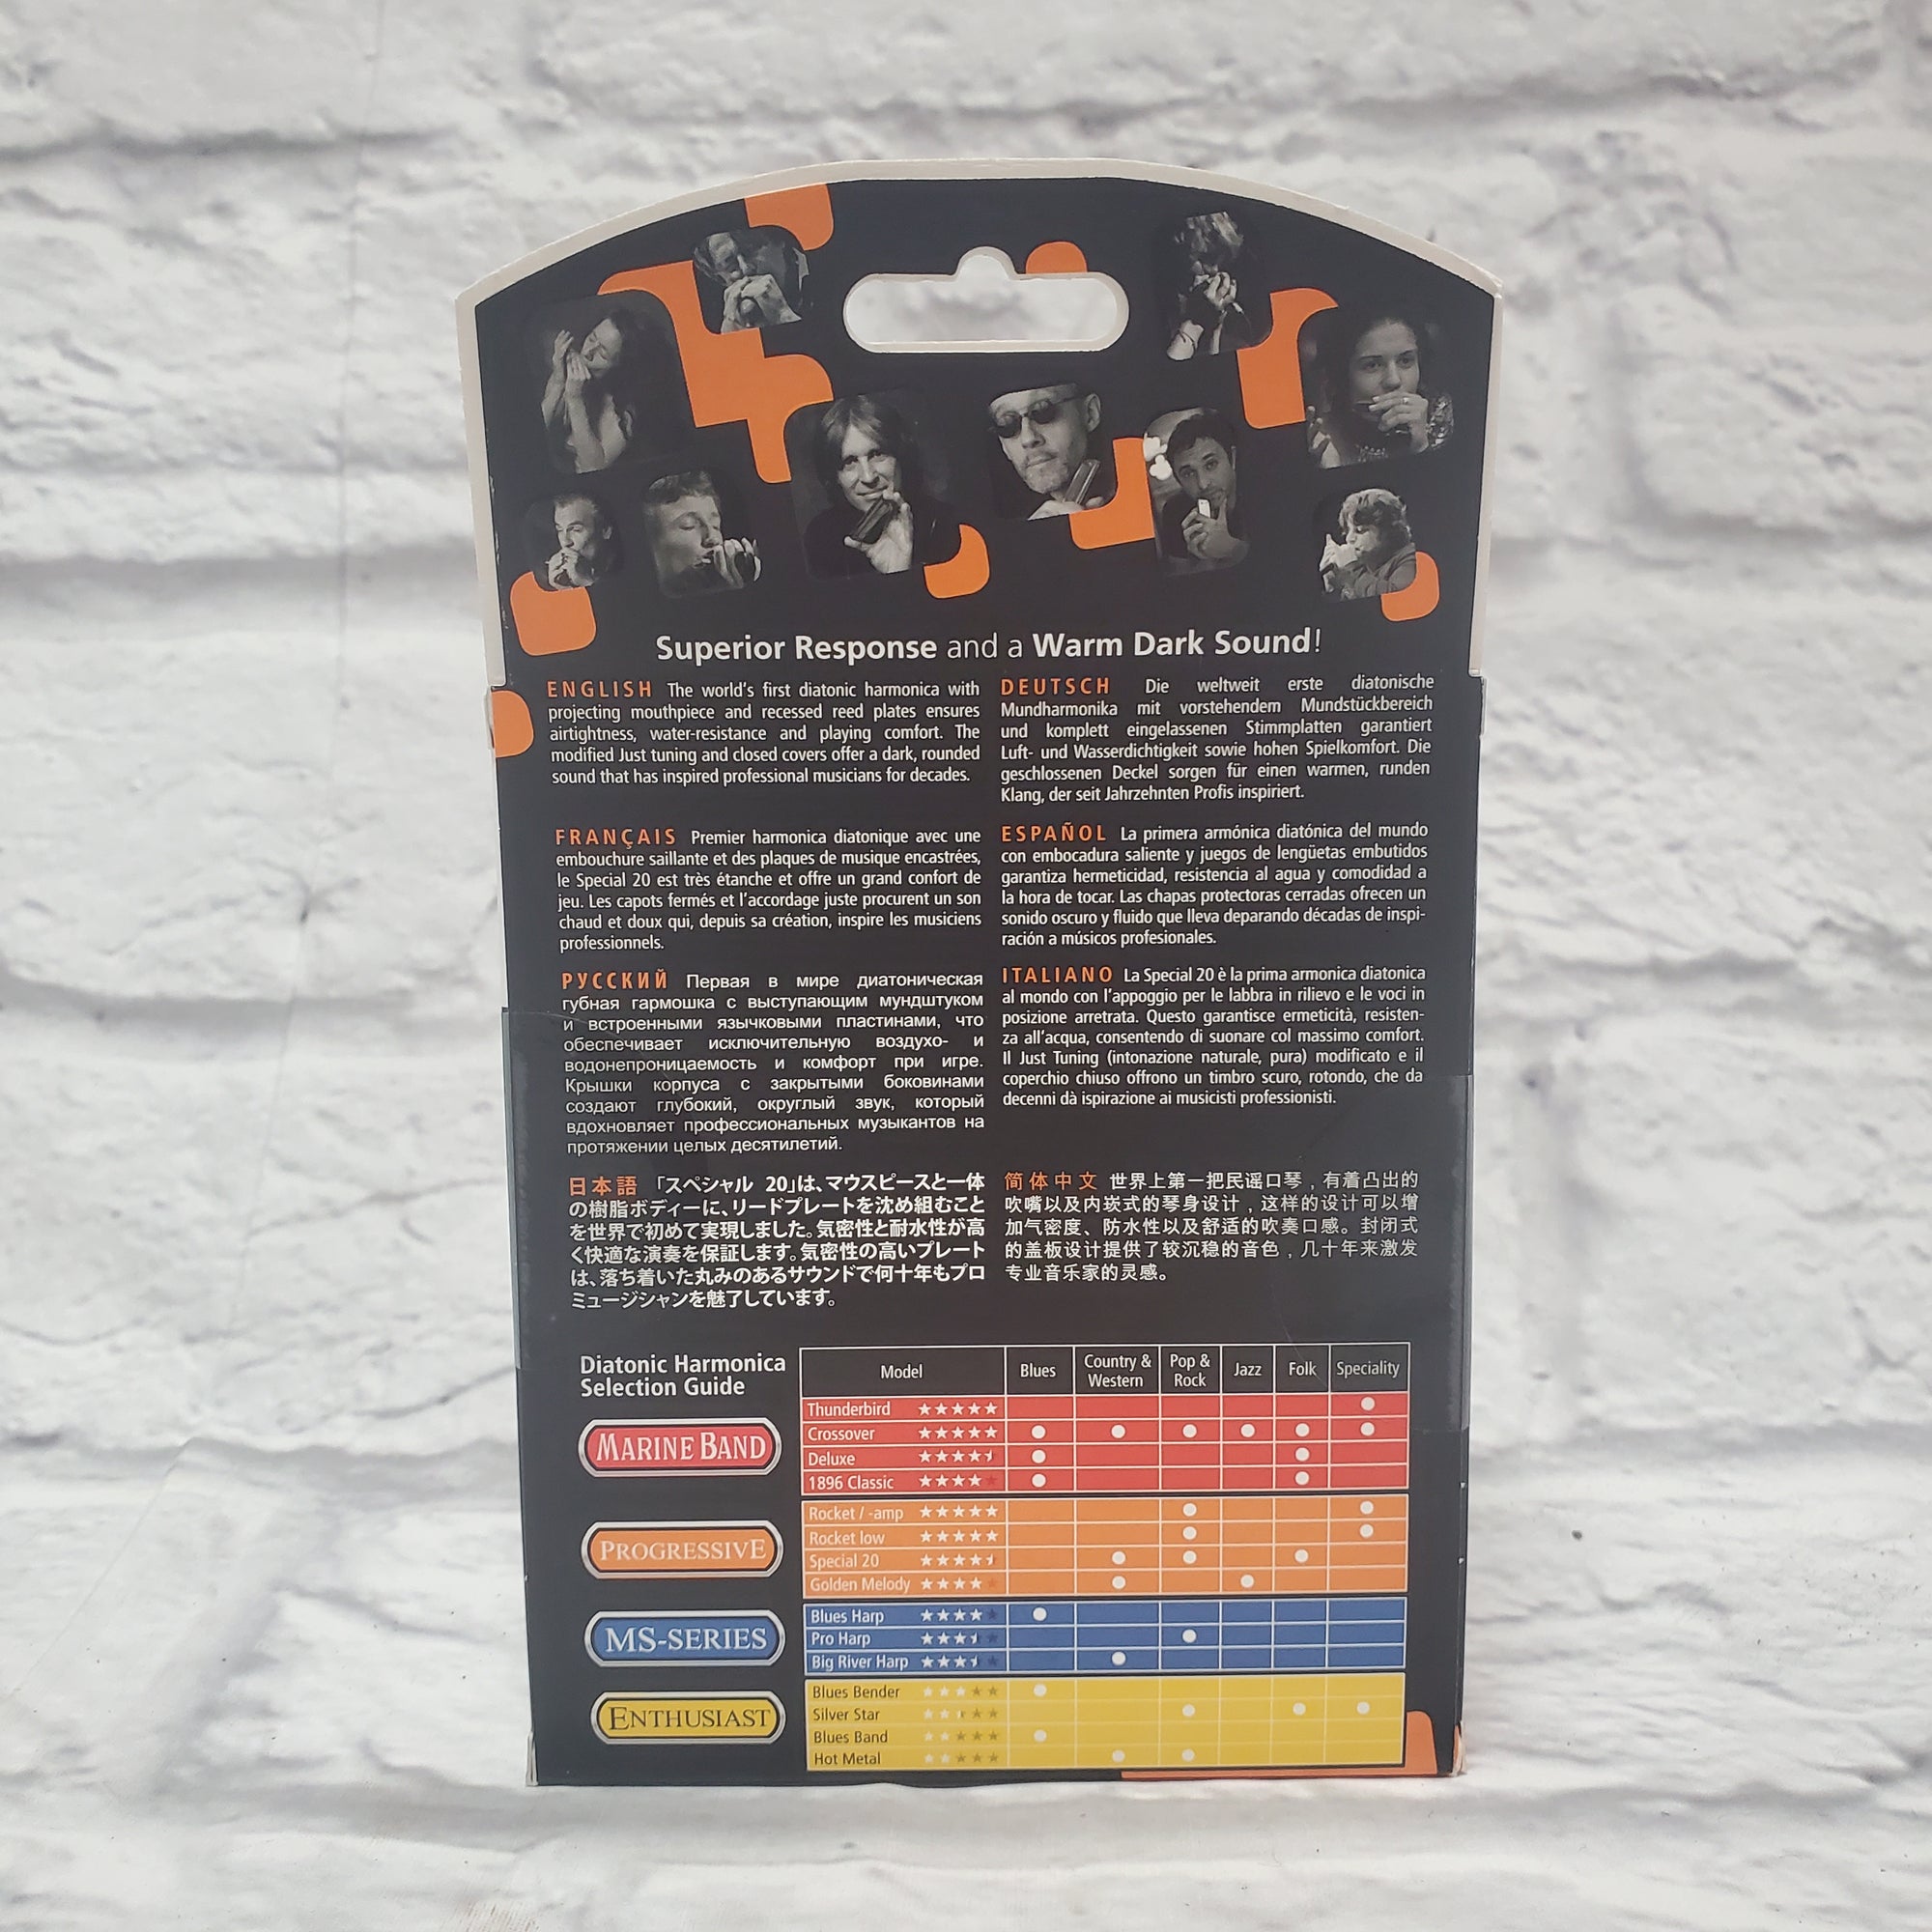 Superior Response and a Warm Dark Sound!
ENGLISH The world's first diatonic harmonica with
projecting mouthpiece and recessed reed plates ensures
airtightness, water-resistance and playing comfort. The
modified Just tuning and closed covers offer a dark, rounded
sound that has inspired professional musicians for decades.
DEUTSCH Die weltweit erste diatonische
Mundharmonika mit vorstehendem Mundstückbereich
und komplett eingelassenen Stimmplatten garantiert
Luft- und Wasserdichtigkeit sowie hohen Spielkomfort. Die
geschlossenen Deckel sorgen für einen warmen, runden
Klang, der seit Jahrzehnten Profis inspiriert.
FRANÇAIS Premier harmonica diatonique avec une
embouchure saillante et des plaques de musique encastrées,
le Special 20 est très étanche et offre un grand confort de
jeu. Les capots fermés et l'accordage juste procurent un son
chaud et doux qui, depuis sa création, inspire les musiciens
professionnels.
ESPAÑOL La primera armónica diatónica del mundo
con embocadura saliente y juegos de lengüetas embutidos
garantiza hermeticidad, resistencia al agua y comodidad a
la hora de tocar. Las chapas protectoras cerradas ofrecen un
sonido oscuro y fluido que lleva deparando décadas de inspi-
ración a músicos profesionales.
РУССКИЙ Первая в мире диатоническая
губная гармошка с выступающим мундштуком
и встроенными язычковыми пластинами, что
обеспечивает исключительную воздухо- и
водонепроницаемость и комфорт при игре.
Крышки корпуса с закрытыми боковинами
создают глубокий, округлый звук, который
вдохновляет профессиональных музыкантов на
протяжении целых десятилетий.
ITALIANO La Special 20 è la prima armonica diatonica
al mondo con l'appoggio per le labbra in rilievo e le voci in
posizione arretrata. Questo garantisce ermeticità, resisten-
za all'acqua, consentendo di suonare col massimo comfort.
Il Just Tuning (intonazione naturale, pura) modificato e il
coperchio chiuso offrono un timbro scuro, rotondo, che da
decenni dà ispirazione ai musicisti professionisti.
日本語 「スペシャル 20」は、マウスピースと一体
の樹脂ボディーに、リードプレートを沈め組むこと
を世界で初めて実現しました。気密性と耐水性が高
く快適な演奏を保証します。気密性の高いプレート
は、落ち着いた丸みのあるサウンドで何十年もプロ
ミュージシャンを魅了しています。
简体中文 世界上第一把民谣口琴，有着凸出的
吹嘴以及内崁式的琴身设计，这样的设计可以增
加气密度、防水性以及舒适的吹奏口感。封闭式
的盖板设计提供了较沉稳的音色，几十年来激发
专业音乐家的灵感。
Diatonic Harmonica
Selection Guide
Model Blues Country & Western Pop & Rock Jazz Folk Speciality
MARINE BAND
Thunderbird ★★★★★
Crossover ★★★★★
Deluxe
1896 Classic
PROGRESSIVE
Rocket / -amp ★★★★★
Rocket low ★★★★★
Special 20
Golden Melody
MS-SERIES
Blues Harp
Pro Harp
Big River Harp
ENTHUSIAST
Blues Bender
Silver Star
Blues Band
Hot Metal